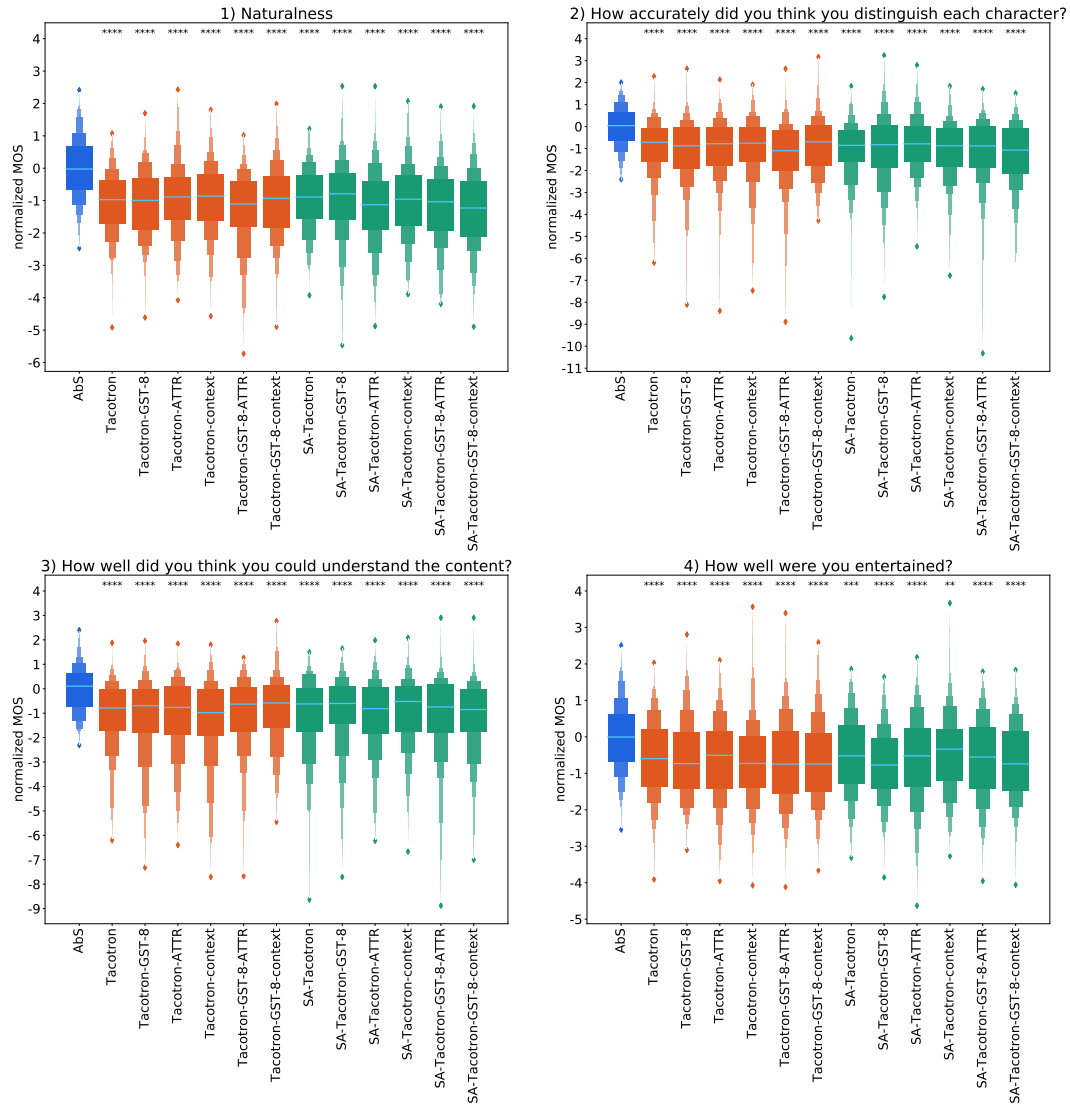 1) Naturalness
**** **** **** **** **** **** **** **** **** **** **** ****
4
3
2
1
0
-1
-2
-3
-4
-5
-6
normalized MOS
AbS
Tacotron
Tacotron-GST-8
Tacotron-ATTR
Tacotron-context
Tacotron-GST-8-ATTR
Tacotron-GST-8-context
SA-Tacotron
SA-Tacotron-GST-8
SA-Tacotron-ATTR
SA-Tacotron-context
SA-Tacotron-GST-8-ATTR
SA-Tacotron-GST-8-context
2) How accurately did you think you distinguish each character?
**** **** **** **** **** **** **** **** **** **** **** ****
4
3
2
1
0
-1
-2
-3
-4
-5
-6
-7
-8
-9
-10
-11
normalized MOS
AbS
Tacotron
Tacotron-GST-8
Tacotron-ATTR
Tacotron-context
Tacotron-GST-8-ATTR
Tacotron-GST-8-context
SA-Tacotron
SA-Tacotron-GST-8
SA-Tacotron-ATTR
SA-Tacotron-context
SA-Tacotron-GST-8-ATTR
SA-Tacotron-GST-8-context
3) How well did you think you could understand the content?
**** **** **** **** **** **** **** **** **** **** **** ****
4
3
2
1
0
-1
-2
-3
-4
-5
-6
-7
-8
-9
normalized MOS
AbS
Tacotron
Tacotron-GST-8
Tacotron-ATTR
Tacotron-context
Tacotron-GST-8-ATTR
Tacotron-GST-8-context
SA-Tacotron
SA-Tacotron-GST-8
SA-Tacotron-ATTR
SA-Tacotron-context
SA-Tacotron-GST-8-ATTR
SA-Tacotron-GST-8-context
4) How well were you entertained?
**** **** **** **** **** **** *** **** **** ** **** ****
4
3
2
1
0
-1
-2
-3
-4
-5
normalized MOS
AbS
Tacotron
Tacotron-GST-8
Tacotron-ATTR
Tacotron-context
Tacotron-GST-8-ATTR
Tacotron-GST-8-context
SA-Tacotron
SA-Tacotron-GST-8
SA-Tacotron-ATTR
SA-Tacotron-context
SA-Tacotron-GST-8-ATTR
SA-Tacotron-GST-8-context